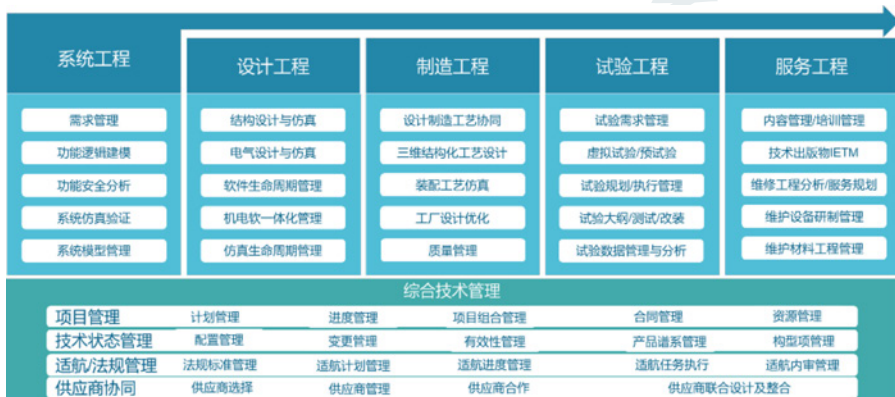 系统工程
设计工程
制造工程
试验工程
服务工程
需求管理
功能逻辑建模
功能安全分析
系统仿真验证
系统模型管理
结构设计与仿真
电气设计与仿真
软件生命周期管理
机电软一体化管理
仿真生命周期管理
设计制造工艺协同
三维结构化工艺设计
装配工艺仿真
工厂设计优化
质量管理
试验需求管理
虚拟试验/预试验
试验规划/执行管理
试验大纲/测试/改装
试验数据管理与分析
内容管理/培训管理
技术出版物IETM
维修工程分析/服务规划
维护设备研制管理
维护材料工程管理
综合技术管理
项目管理 计划管理 进度管理 项目组合管理 合同管理 资源管理
技术状态管理 配置管理 变更管理 有效性管理 产品谱系管理 构型项管理
适航/法规管理 法规标准管理 适航计划管理 适航进度管理 适航任务执行 适航内审管理
供应商协同 供应商选择 供应商管理 供应商合作 供应商联合设计及整合